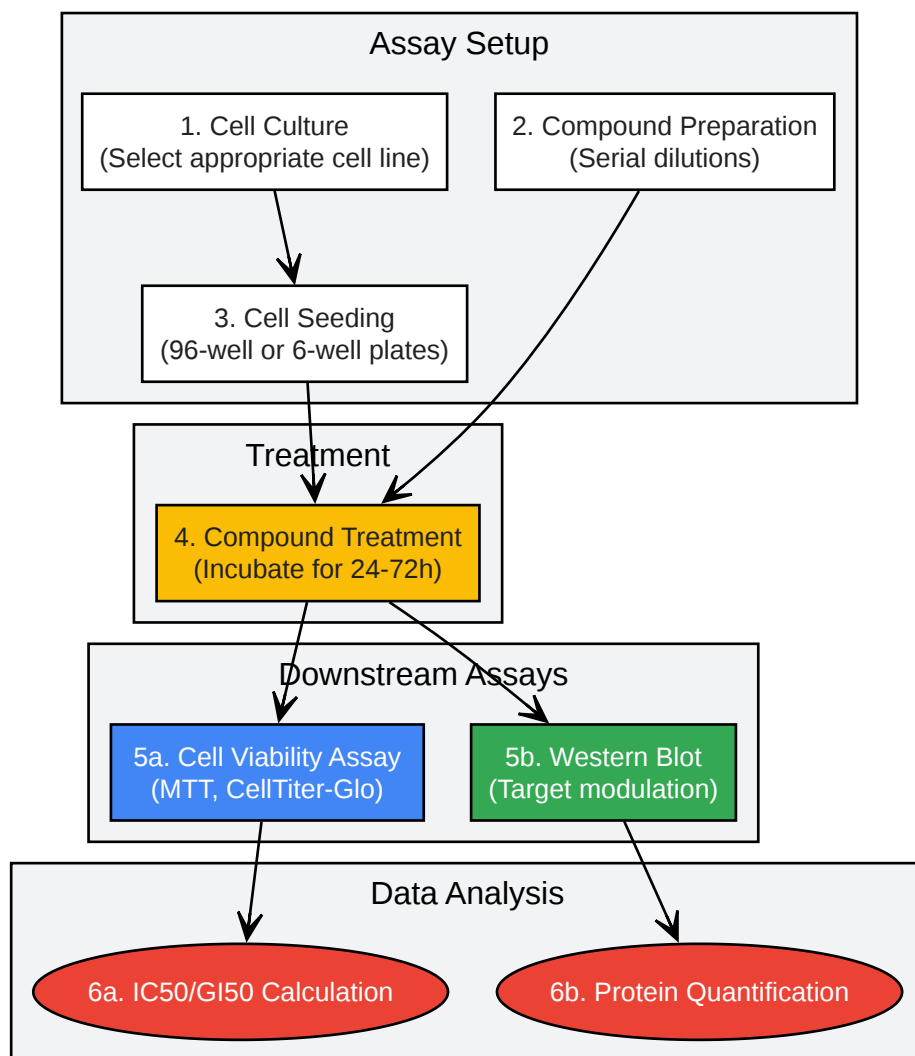 Assay Setup
1. Cell Culture
(Select appropriate cell line)
2. Compound Preparation
(Serial dilutions)
3. Cell Seeding
(96-well or 6-well plates)
Treatment
4. Compound Treatment
(Incubate for 24-72h)
Downstream Assays
5a. Cell Viability Assay
(MTT, CellTiter-Glo)
5b. Western Blot
(Target modulation)
Data Analysis
6a. IC50/GI50 Calculation
6b. Protein Quantification